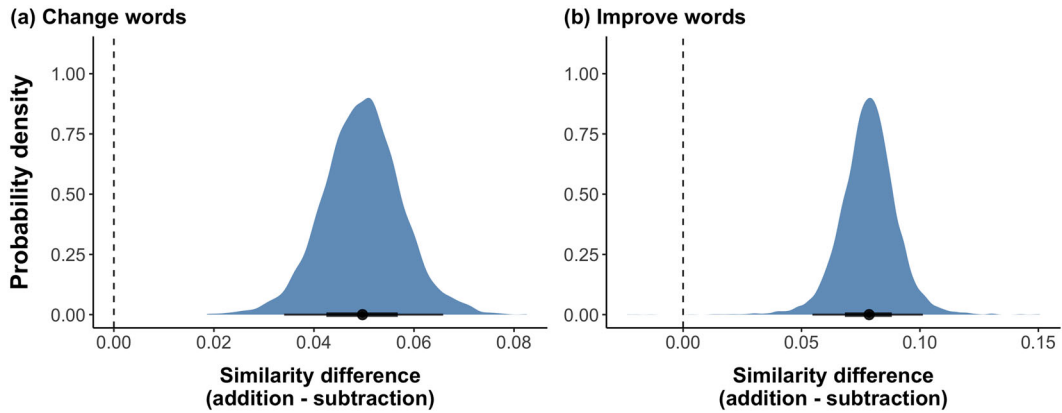 (a) Change words
(b) Improve words
Probability density
1.00
0.75
0.50
0.25
0.00
0.00 0.02 0.04 0.06 0.08
Similarity difference
(addition - subtraction)
1.00
0.75
0.50
0.25
0.00
0.00 0.05 0.10 0.15
Similarity difference
(addition - subtraction)